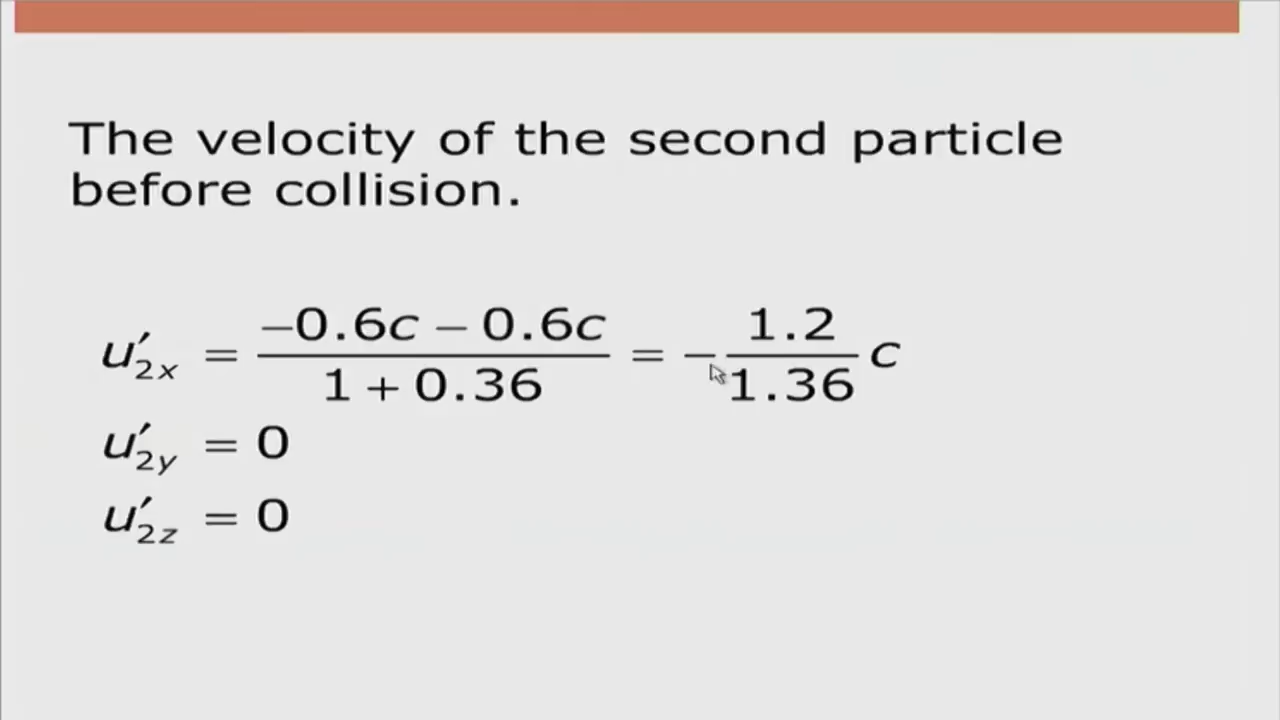 The velocity of the second particle
before collision.
u′₂ₓ = (−0.6c − 0.6c)/(1 + 0.36) = −(1.2/1.36) c
u′_{2y} = 0
u′_{2z} = 0